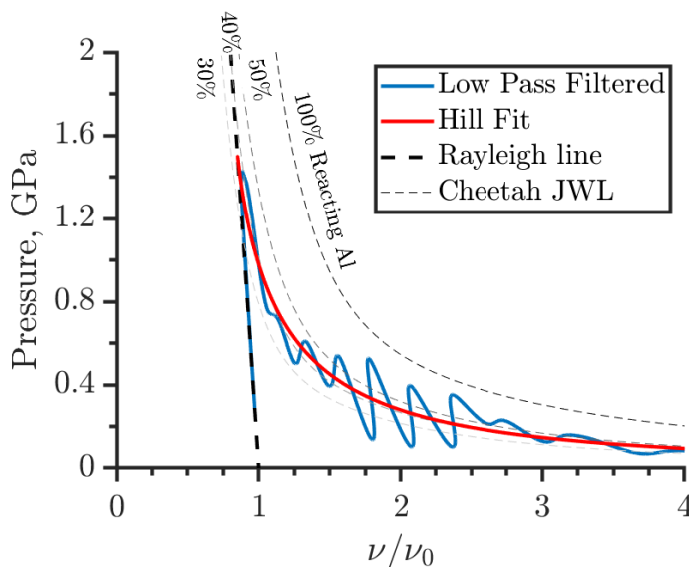 30%
40%
50%
100% Reacting Al
Low Pass Filtered
Hill Fit
Rayleigh line
Cheetah JWL
Pressure, GPa
2
1.6
1.2
0.8
0.4
0
0
1
2
3
4
ν/ν₀